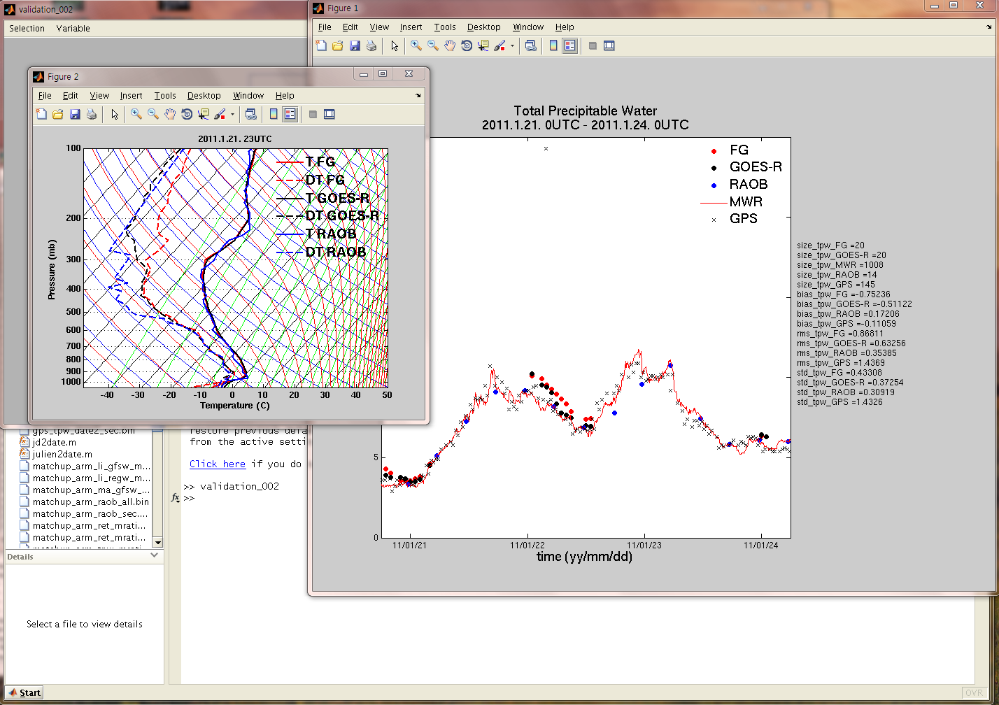 validation_002
Selection Variable
Figure 1
File Edit View Insert Tools Desktop Window Help
Figure 2
File Edit View Insert Tools Desktop Window Help
2011.1.21. 23UTC
100
200
300
400
500
600
700
800
900
1000
Pressure (mb)
-40 -30 -20 -10 0 10 20 30 40 50
Temperature (C)
T FG
DT FG
T GOES-R
DT GOES-R
T RAOB
DT RAOB
Total Precipitable Water
2011.1.21. 0UTC - 2011.1.24. 0UTC
FG
GOES-R
RAOB
MWR
GPS
5
0
11/01/21 11/01/22 11/01/23 11/01/24
time (yy/mm/dd)
size_tpw_FG =20
size_tpw_GOES-R =20
size_tpw_MWR =1008
size_tpw_RAOB =14
size_tpw_GPS =145
bias_tpw_FG =-0.75236
bias_tpw_GOES-R =-0.51122
bias_tpw_RAOB =0.17206
bias_tpw_GPS =-0.11059
rms_tpw_FG =0.86811
rms_tpw_GOES-R =0.63256
rms_tpw_RAOB =0.35385
rms_tpw_GPS =1.4369
std_tpw_FG =0.43308
std_tpw_GOES-R =0.37254
std_tpw_RAOB =0.30919
std_tpw_GPS =1.4326
gps_tpw_date2_sec.bin
jd2date.m
julien2date.m
matchup_arm_li_gfsw_m...
matchup_arm_li_regw_m...
matchup_arm_ma_gfsw_...
matchup_arm_raob_all.bin
matchup_arm_raob_sec....
matchup_arm_ret_mrati...
matchup_arm_ret_mrati...
Details
Select a file to view details
restore previous defa
from the active setti
Click here if you do
>> validation_002
fx >>
Start
OVR